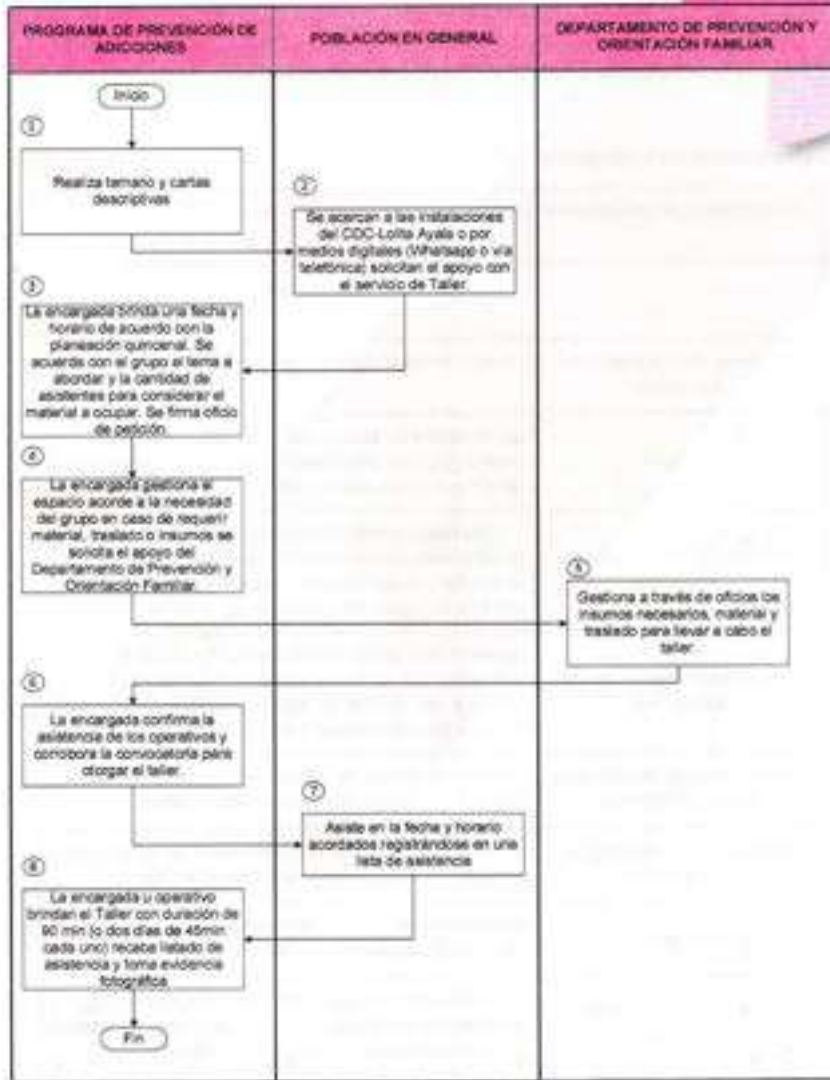 PROGRAMA DE PREVENCIÓN DE
ADICCIONES
POBLACIÓN EN GENERAL
DEPARTAMENTO DE PREVENCIÓN Y
ORIENTACIÓN FAMILIAR
Inicio
1
Realiza temario y cartas
descriptivas
2
Se acercan a las instalaciones
del CDC-Lolita Ayala o por
medios digitales (Whatsapp o vía
telefónica) solicitan el apoyo con
el servicio de Taller.
3
La encargada brinda una fecha y
horario de acuerdo con la
planeación quincenal. Se
acuerda con el grupo el tema a
abordar y la cantidad de
asistentes para considerar el
material a ocupar. Se firma oficio
de petición.
4
La encargada gestiona el
espacio acorde a la necesidad
del grupo en caso de requerir
material, traslado o insumos se
solicita el apoyo del
Departamento de Prevención y
Orientación Familiar.
5
Gestiona a través de oficios los
insumos necesarios, material y
traslado para llevar a cabo el
taller.
6
La encargada confirma la
asistencia de los operativos y
corrobora la convocatoria para
otorgar el taller.
7
Asiste en la fecha y horario
acordados registrándose en una
lista de asistencia
8
La encargada u operativo
brindan el Taller con duración de
90 min (o dos días de 45min
cada uno) recaba listado de
asistencia y toma evidencia
fotográfica.
Fin